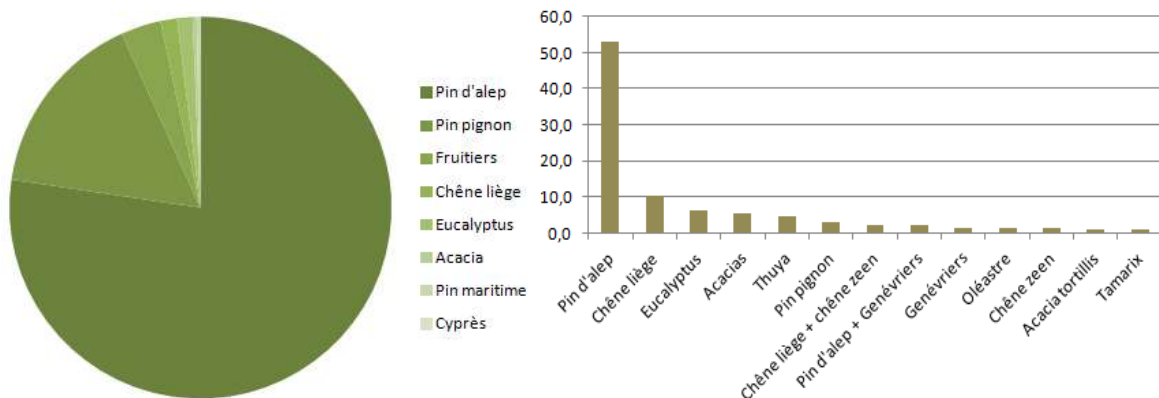 Pin d'alep
Pin pignon
Fruitiers
Chêne liège
Eucalyptus
Acacia
Pin maritime
Cyprès
60,0
50,0
40,0
30,0
20,0
10,0
0,0
Pin d'alep
Chêne liège
Eucalyptus
Acacias
Thuya
Pin pignon
Chêne liège + chêne zeen
Pin d'alep + Genévriers
Genévriers
Oléastre
Chêne zeen
Acacia tortillis
Tamarix